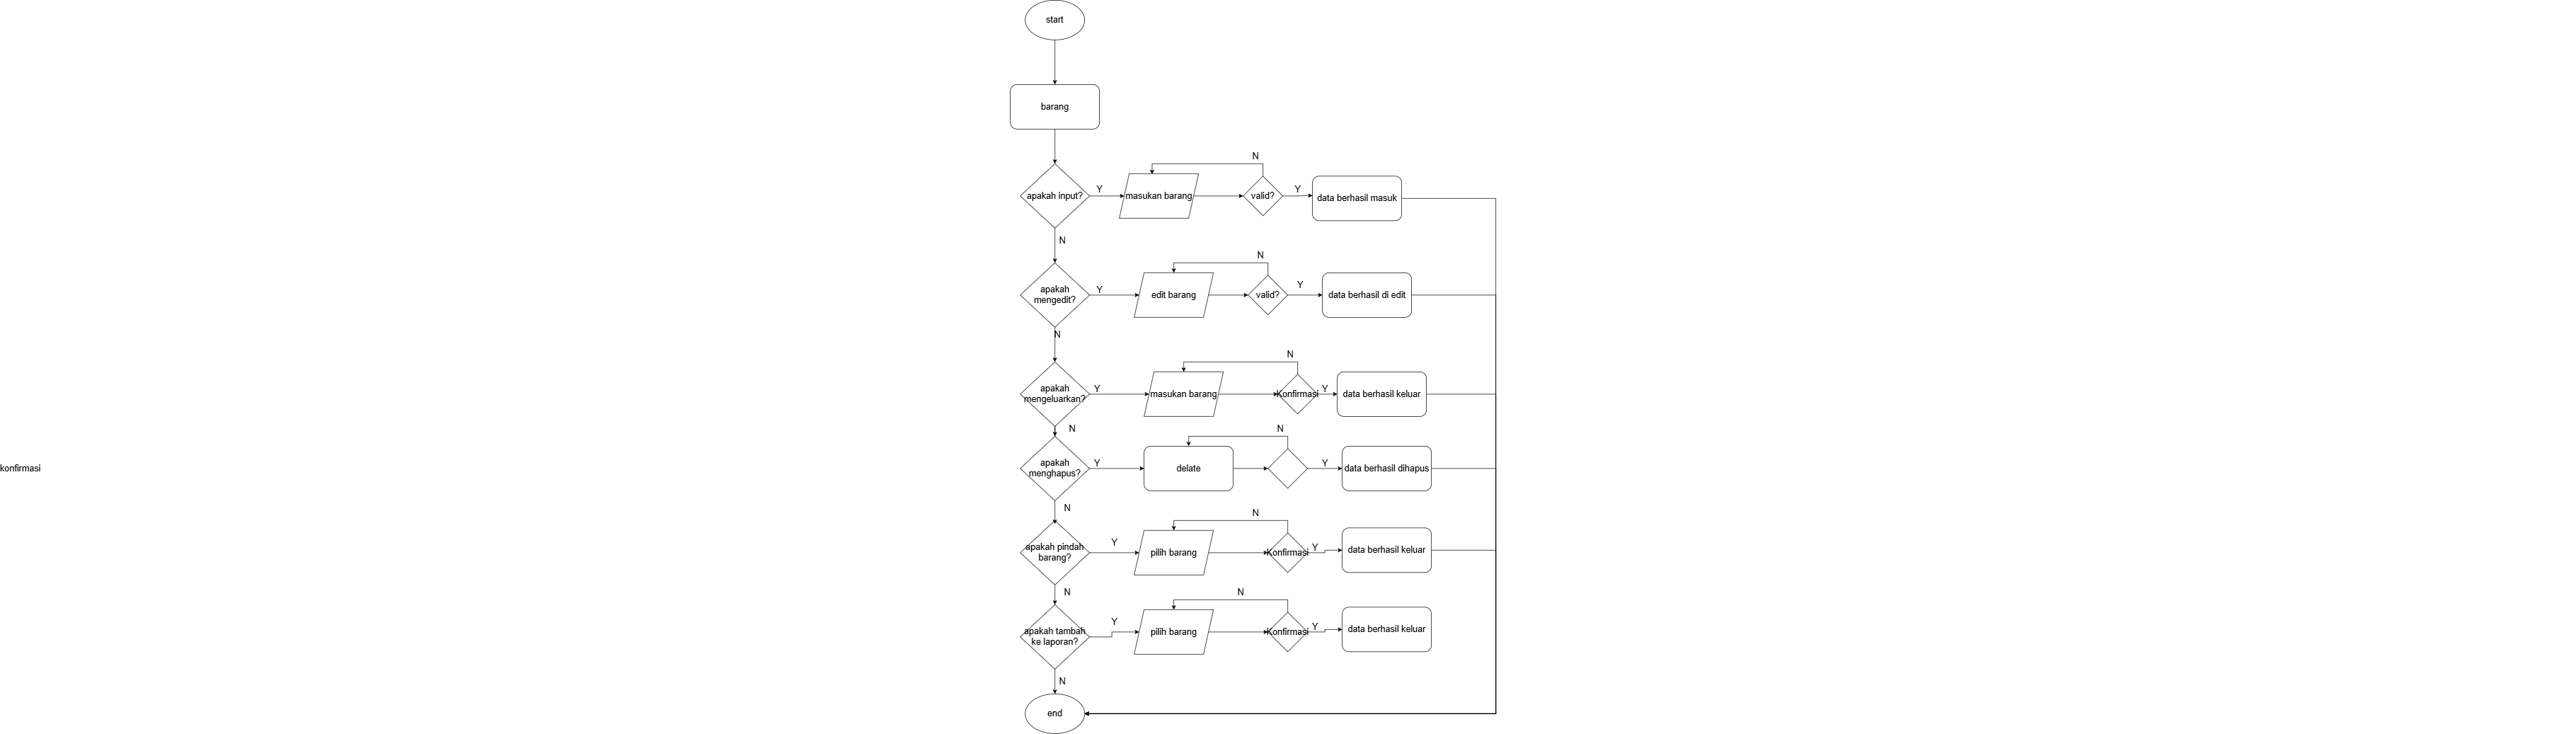 start
barang
N
apakah input?
Y
masukan barang
valid?
Y
data berhasil masuk
N
N
apakah
mengedit?
Y
edit barang
valid?
Y
data berhasil di edit
N
N
apakah
mengeluarkan?
Y
masukan barang
Konfirmasi
Y
data berhasil keluar
N
N
konfirmasi
apakah
menghapus?
Y
delate
Y
data berhasil dihapus
N
N
apakah pindah
barang?
Y
pilih barang
Konfirmasi
Y
data berhasil keluar
N
N
apakah tambah
ke laporan?
Y
pilih barang
Konfirmasi
Y
data berhasil keluar
N
end